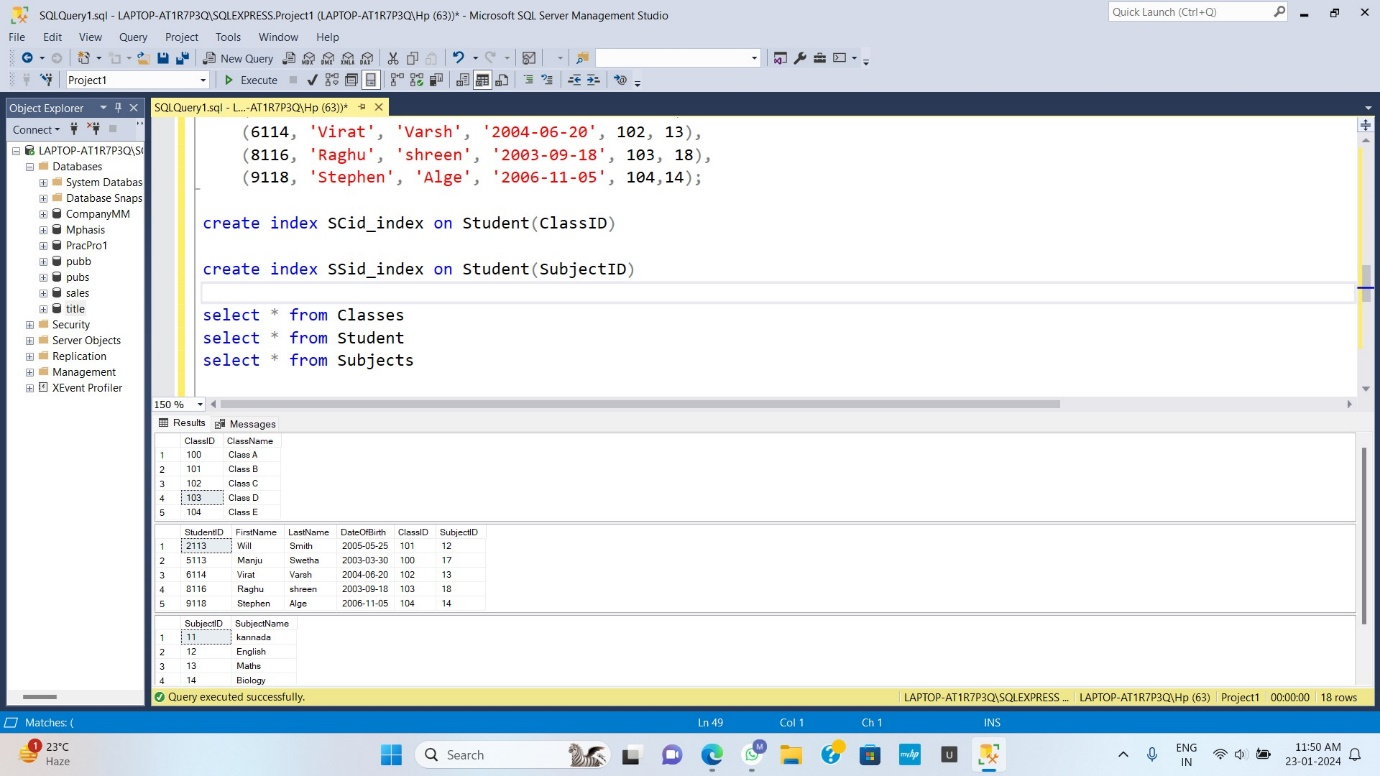 SQLQuery1.sql - LAPTOP-AT1R7P3Q\SQLEXPRESS.Project1 (LAPTOP-AT1R7P3Q\Hp (63))* - Microsoft SQL Server Management Studio
Quick Launch (Ctrl+Q)
File Edit View Query Project Tools Window Help
New Query
Project1 Execute
Object Explorer
SQLQuery1.sql - L...-AT1R7P3Q\Hp (63))*
Connect
LAPTOP-AT1R7P3Q\S
Databases
System Databas
Database Snaps
CompanyMM
Mphasis
PracPro1
pubb
pubs
sales
title
Security
Server Objects
Replication
Management
XEvent Profiler
(6114, 'Virat', 'Varsh', '2004-06-20', 102, 13),
(8116, 'Raghu', 'shreen', '2003-09-18', 103, 18),
(9118, 'Stephen', 'Alge', '2006-11-05', 104,14);
create index SCid_index on Student(ClassID)
create index SSid_index on Student(SubjectID)
select * from Classes
select * from Student
select * from Subjects
150 %
Results Messages
ClassID ClassName
1 100 Class A
2 101 Class B
3 102 Class C
4 103 Class D
5 104 Class E
StudentID FirstName LastName DateOfBirth ClassID SubjectID
1 2113 Will Smith 2005-05-25 101 12
2 5113 Manju Swetha 2003-03-30 100 17
3 6114 Virat Varsh 2004-06-20 102 13
4 8116 Raghu shreen 2003-09-18 103 18
5 9118 Stephen Alge 2006-11-05 104 14
SubjectID SubjectName
1 11 kannada
2 12 English
3 13 Maths
4 14 Biology
Query executed successfully.
LAPTOP-AT1R7P3Q\SQLEXPRESS ... LAPTOP-AT1R7P3Q\Hp (63) Project1 00:00:00 18 rows
Matches: (
Ln 49 Col 1 Ch 1 INS
1
23°C
Haze
Search
M
mdp
U
ENG
IN
11:50 AM
23-01-2024